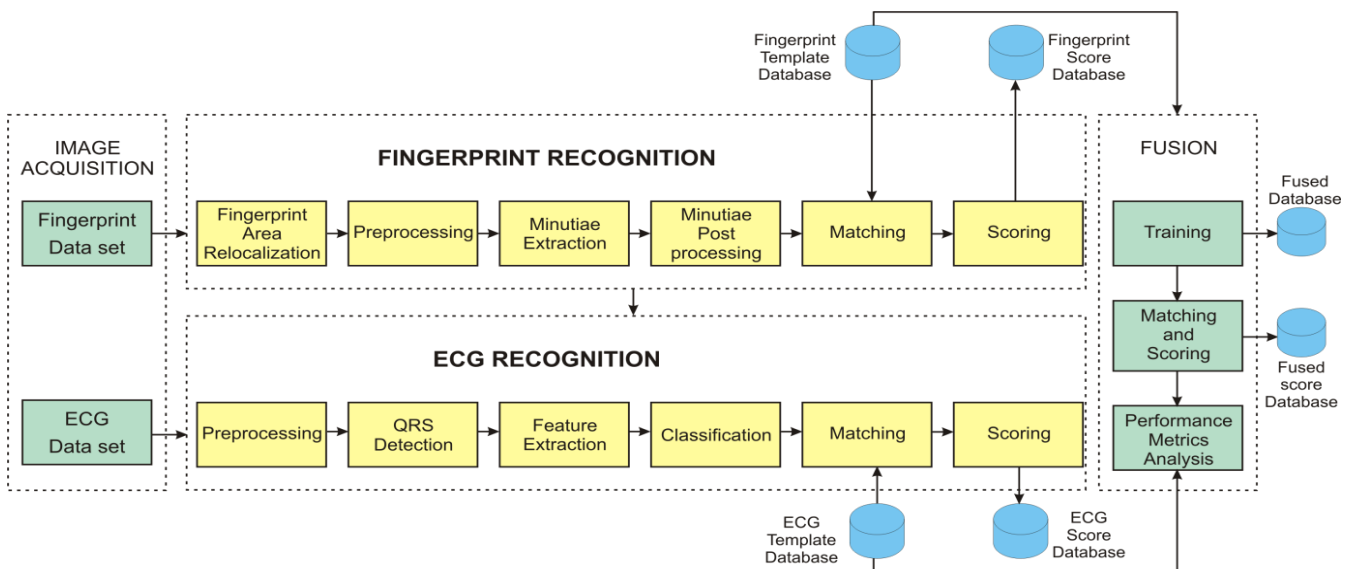 Fingerprint
Template
Database
Fingerprint
Score
Database
IMAGE
ACQUISITION
Fingerprint
Data set
ECG
Data set
FINGERPRINT RECOGNITION
Fingerprint
Area
Relocalization
Preprocessing
Minutiae
Extraction
Minutiae
Post
processing
Matching
Scoring
ECG RECOGNITION
Preprocessing
QRS
Detection
Feature
Extraction
Classification
Matching
Scoring
ECG
Template
Database
ECG
Score
Database
FUSION
Training
Matching
and
Scoring
Performance
Metrics
Analysis
Fused
Database
Fused
score
Database